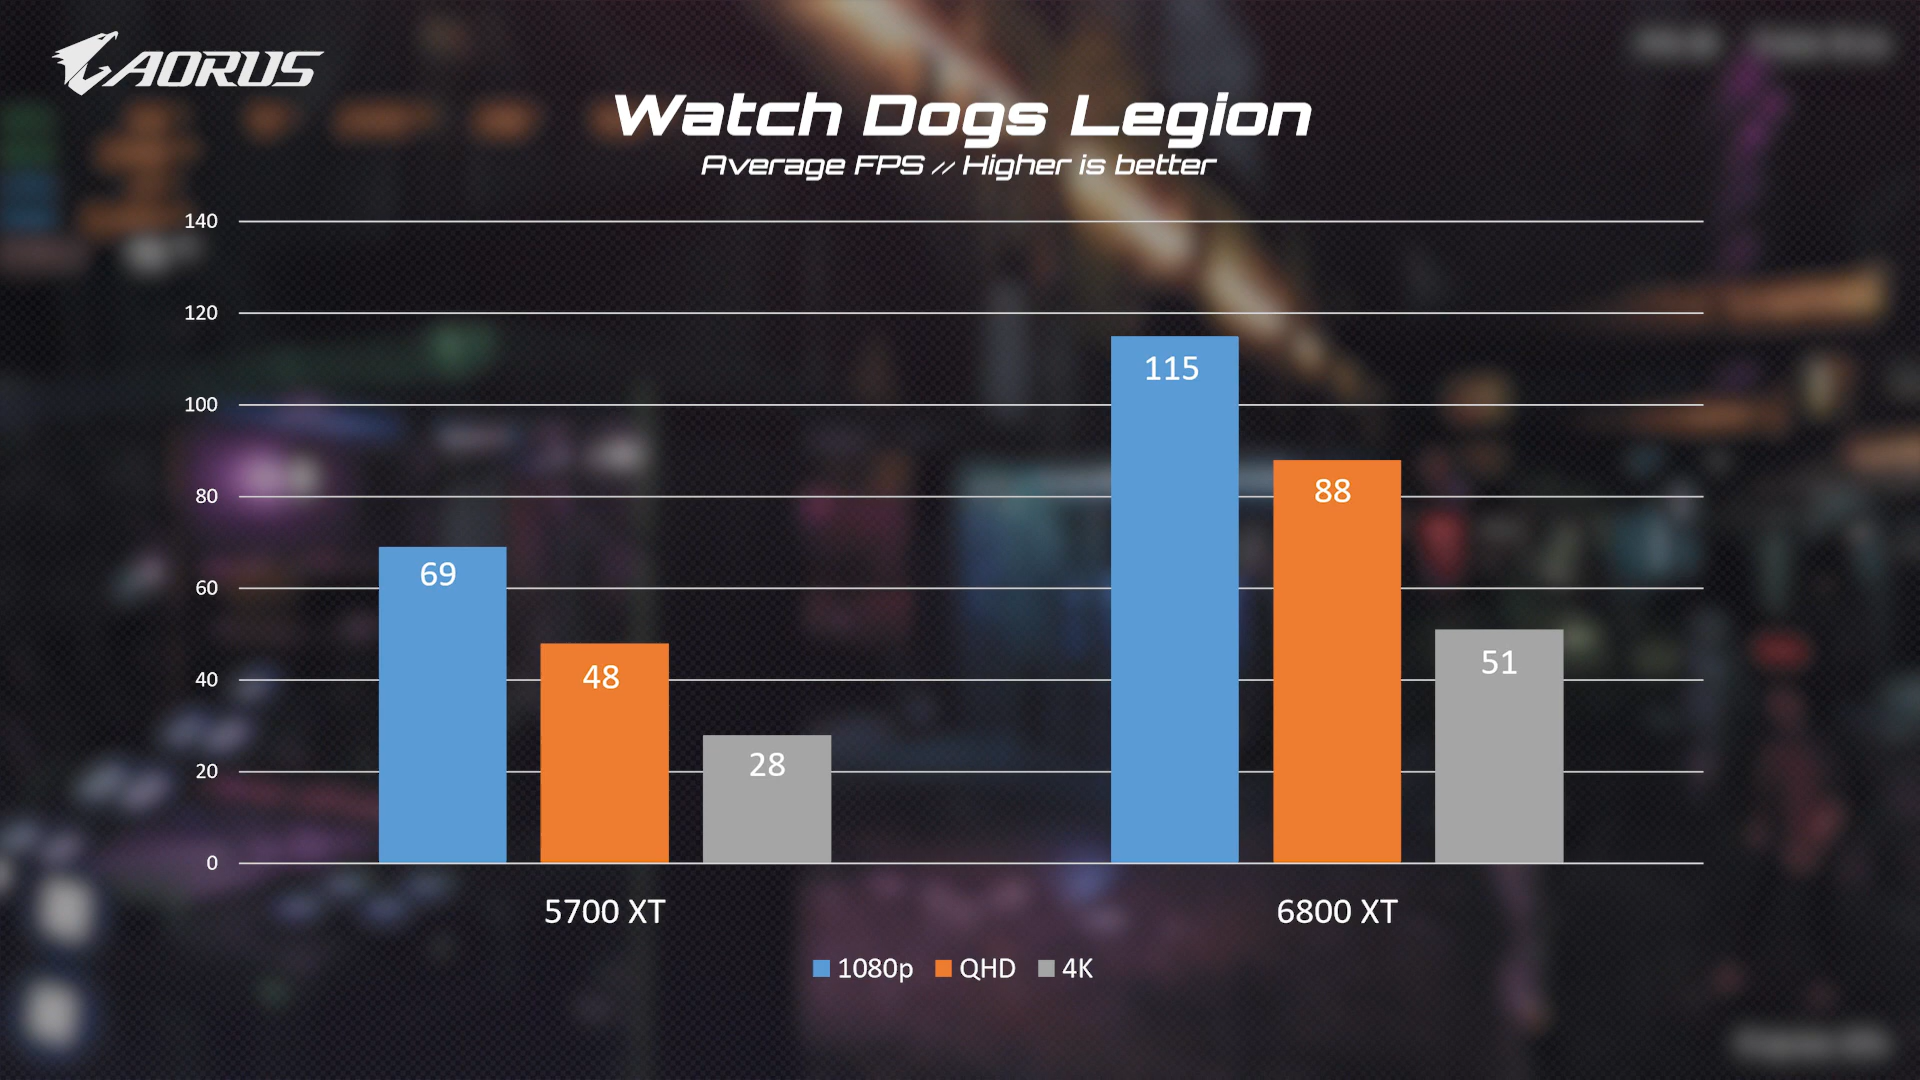 AORUS
Watch Dogs Legion
Average FPS // Higher is better
140
120
100
80
60
40
20
0
69
48
28
115
88
51
5700 XT
6800 XT
1080p QHD 4K